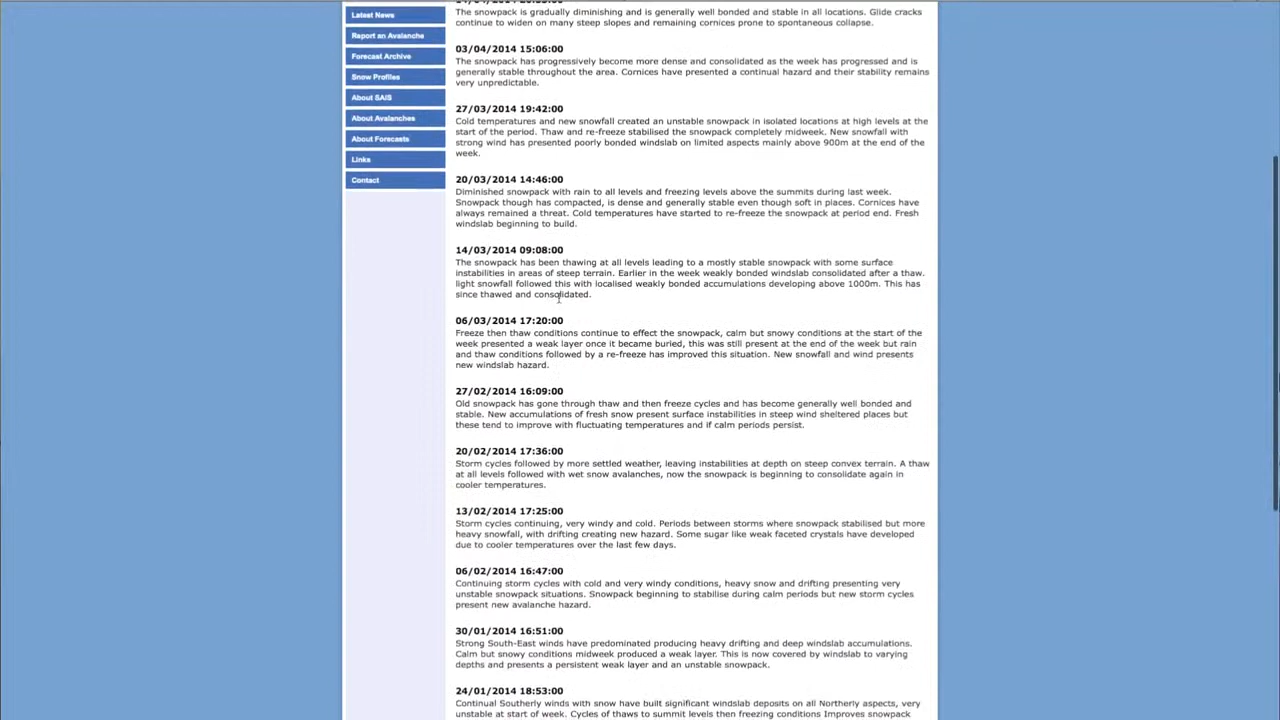 Latest News
Report an Avalanche
Forecast Archive
Snow Profiles
About SAIS
About Avalanches
About Forecasts
Links
Contact
The snowpack is gradually diminishing and is generally well bonded and stable in all locations. Glide cracks
continue to widen on many steep slopes and remaining cornices prone to spontaneous collapse.
03/04/2014 15:06:00
The snowpack has progressively become more dense and consolidated as the week has progressed and is
generally stable throughout the area. Cornices have presented a continual hazard and their stability remains
very unpredictable.
27/03/2014 19:42:00
Cold temperatures and new snowfall created an unstable snowpack in isolated locations at high levels at the
start of the period. Thaw and re-freeze stabilised the snowpack completely midweek. New snowfall with
strong wind has presented poorly bonded windslab on limited aspects mainly above 900m at the end of the
week.
20/03/2014 14:46:00
Diminished snowpack with rain to all levels and freezing levels above the summits during last week.
Snowpack though has compacted, is dense and generally stable even though soft in places. Cornices have
always remained a threat. Cold temperatures have started to re-freeze the snowpack at period end. Fresh
windslab beginning to build.
14/03/2014 09:08:00
The snowpack has been thawing at all levels leading to a mostly stable snowpack with some surface
instabilities in areas of steep terrain. Earlier in the week weakly bonded windslab consolidated after a thaw.
light snowfall followed this with localised weakly bonded accumulations developing above 1000m. This has
since thawed and consolidated.
06/03/2014 17:20:00
Freeze then thaw conditions continue to effect the snowpack, calm but snowy conditions at the start of the
week presented a weak layer once it became buried, this was still present at the end of the week but rain
and thaw conditions followed by a re-freeze has improved this situation. New snowfall and wind presents
new windslab hazard.
27/02/2014 16:09:00
Old snowpack has gone through thaw and then freeze cycles and has become generally well bonded and
stable. New accumulations of fresh snow present surface instabilities in steep wind sheltered places but
these tend to improve with fluctuating temperatures and if calm periods persist.
20/02/2014 17:36:00
Storm cycles followed by more settled weather, leaving instabilities at depth on steep convex terrain. A thaw
at all levels followed with wet snow avalanches, now the snowpack is beginning to consolidate again in
cooler temperatures.
13/02/2014 17:25:00
Storm cycles continuing, very windy and cold. Periods between storms where snowpack stabilised but more
heavy snowfall, with drifting creating new hazard. Some sugar like weak faceted crystals have developed
due to cooler temperatures over the last few days.
06/02/2014 16:47:00
Continuing storm cycles with cold and very windy conditions, heavy snow and drifting presenting very
unstable snowpack situations. Snowpack beginning to stabilise during calm periods but new storm cycles
present new avalanche hazard.
30/01/2014 16:51:00
Strong South-East winds have predominated producing heavy drifting and deep windslab accumulations.
Calm but snowy conditions midweek produced a weak layer. This is now covered by windslab to varying
depths and presents a persistent weak layer and an unstable snowpack.
24/01/2014 18:53:00
Continual Southerly winds with snow have built significant windslab deposits on all Northerly aspects, very
unstable at start of week. Cycles of thaws to summit levels then freezing conditions Improves snowpack